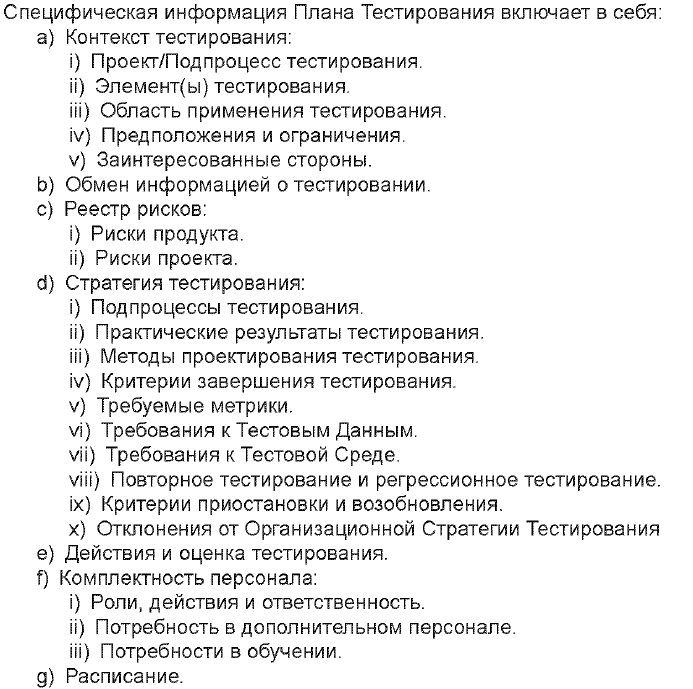 Специфическая информация Плана Тестирования включает в себя:
a) Контекст тестирования:
i) Проект/Подпроцесс тестирования.
ii) Элемент(ы) тестирования.
iii) Область применения тестирования.
iv) Предположения и ограничения.
v) Заинтересованные стороны.
b) Обмен информацией о тестировании.
c) Реестр рисков:
i) Риски продукта.
ii) Риски проекта.
d) Стратегия тестирования:
i) Подпроцессы тестирования.
ii) Практические результаты тестирования.
iii) Методы проектирования тестирования.
iv) Критерии завершения тестирования.
v) Требуемые метрики.
vi) Требования к Тестовым Данным.
vii) Требования к Тестовой Среде.
viii) Повторное тестирование и регрессионное тестирование.
ix) Критерии приостановки и возобновления.
x) Отклонения от Организационной Стратегии Тестирования
e) Действия и оценка тестирования.
f) Комплектность персонала:
i) Роли, действия и ответственность.
ii) Потребность в дополнительном персонале.
iii) Потребности в обучении.
g) Расписание.